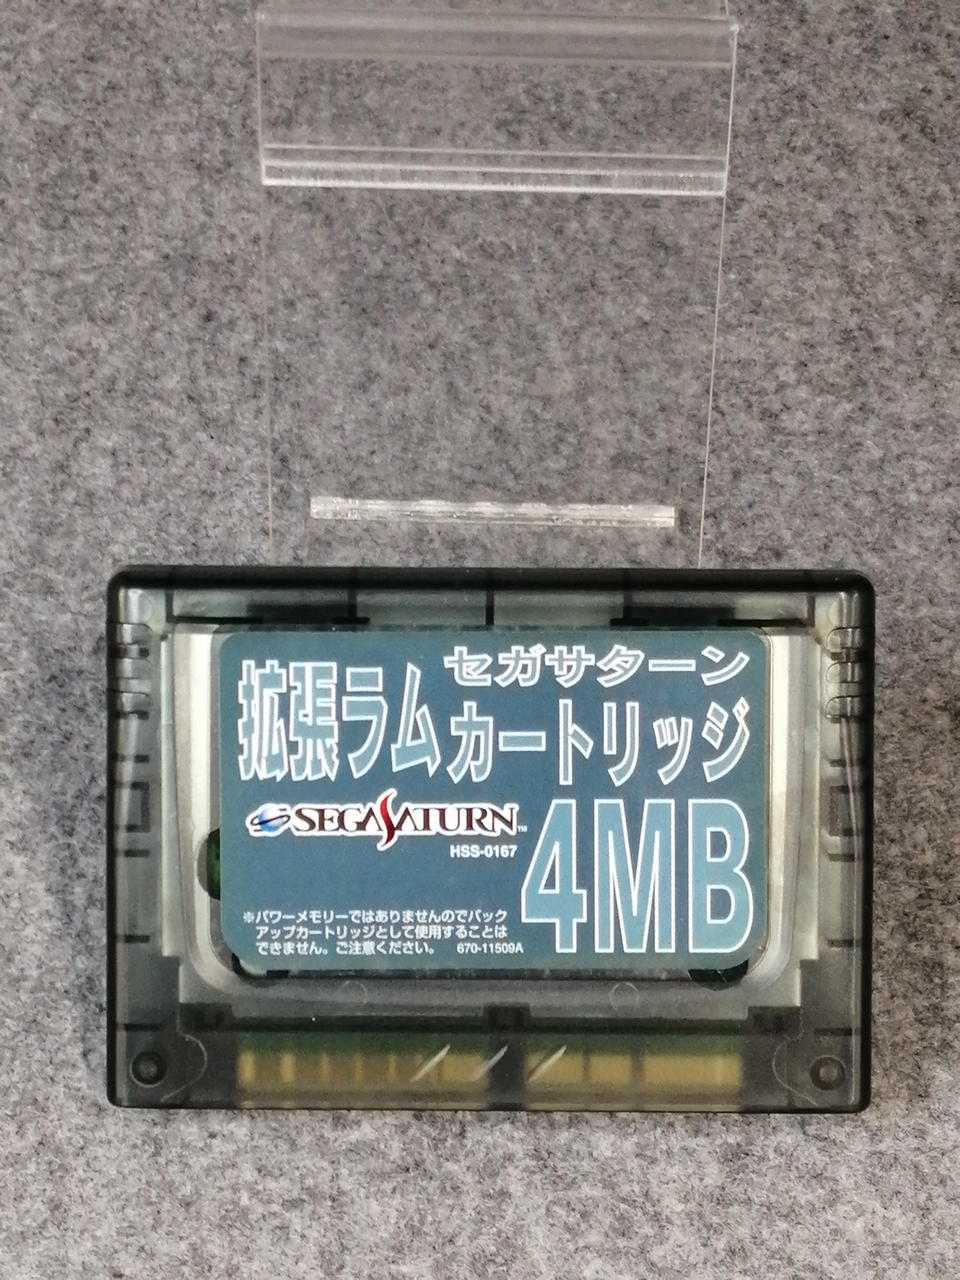 セガサターン
拡張ラムカートリッジ
4MB
SEGA SATURN™
HSS-0167
※パワーメモリーではありませんのでバック
アップカートリッジとして使用することは
できません。ご注意ください。 670-11509A